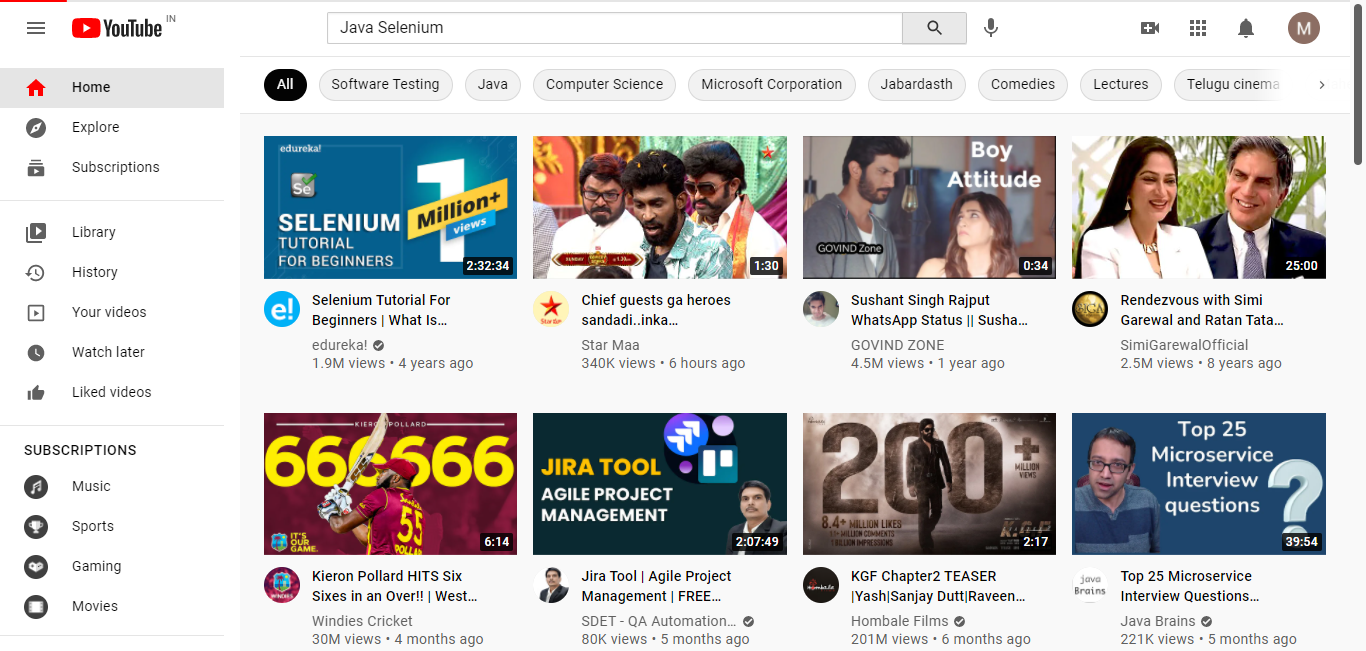 YouTube IN
Java Selenium
M
Home
Explore
Subscriptions
Library
History
Your videos
Watch later
Liked videos
SUBSCRIPTIONS
Music
Sports
Gaming
Movies
All
Software Testing
Java
Computer Science
Microsoft Corporation
Jabardasth
Comedies
Lectures
Telugu cinema
edureka!
Se
1
Million+
views
SELENIUM
TUTORIAL
FOR BEGINNERS
2:32:34
e!
Selenium Tutorial For
Beginners | What Is…
edureka!
1.9M views • 4 years ago
SUNDAY
1:30
Chief guests ga heroes
sandadi..inka…
Star Maa
340K views • 6 hours ago
Boy
Attitude
GOVIND Zone
0:34
Sushant Singh Rajput
WhatsApp Status || Susha…
GOVIND ZONE
4.5M views • 1 year ago
25:00
Rendezvous with Simi
Garewal and Ratan Tata…
SimiGarewalOfficial
2.5M views • 8 years ago
KIERON POLLARD
666666
55
POLLARD
IT'S
OUR
GAME.
6:14
WINDIES
Kieron Pollard HITS Six
Sixes in an Over!! | West…
Windies Cricket
30M views • 4 months ago
JIRA TOOL
AGILE PROJECT
MANAGEMENT
2:07:49
Jira Tool | Agile Project
Management | FREE…
SDET - QA Automation…
80K views • 5 months ago
200+
MILLION
VIEWS
8.4+ MILLION LIKES
1 BILLION IMPRESSIONS
K.G.F
2:17
Hombale
KGF Chapter2 TEASER
|Yash|Sanjay Dutt|Raveen…
Hombale Films
201M views • 6 months ago
Top 25
Microservice
Interview
questions
?
39:54
java
Brains
Top 25 Microservice
Interview Questions…
Java Brains
221K views • 5 months ago